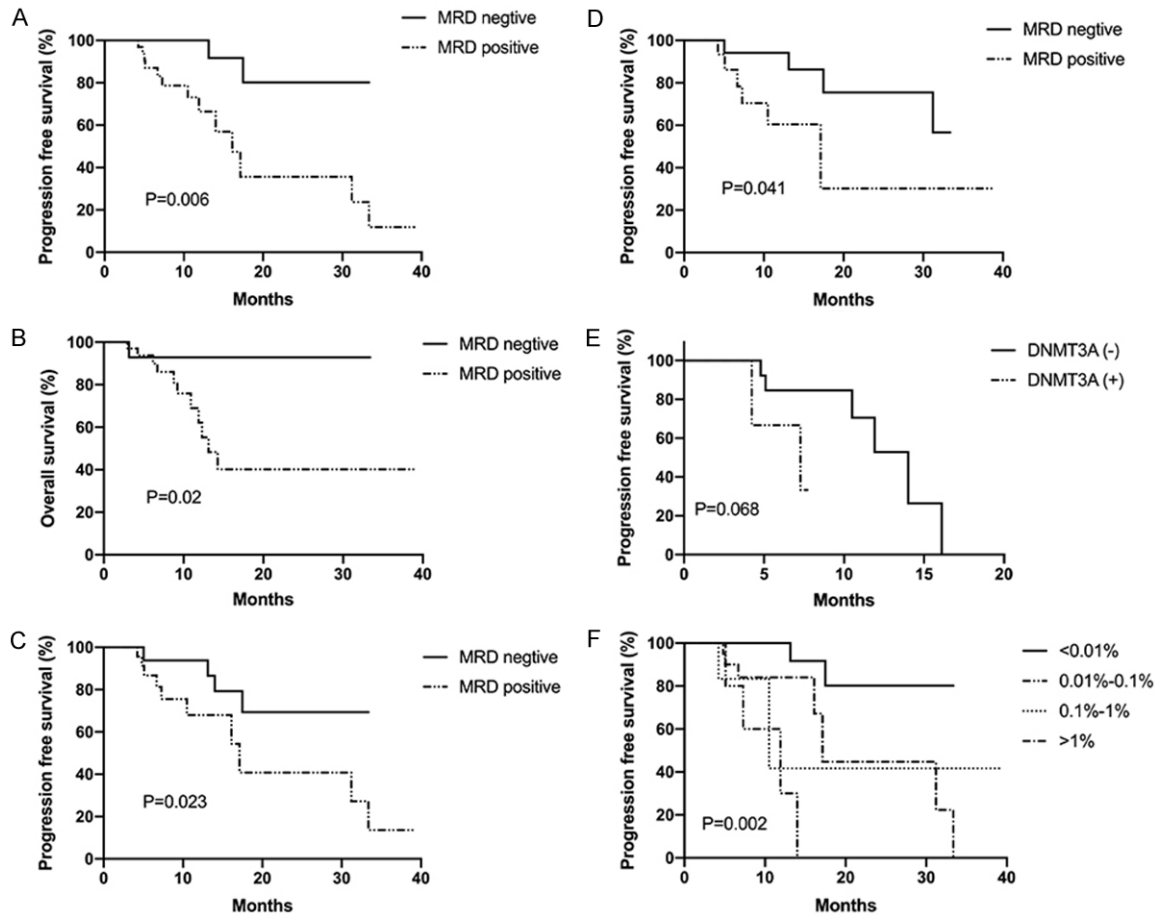 A
MRD negtive
MRD positive
Progression free survival (%)
100
80
60
40
20
0
P=0.006
0 10 20 30 40
Months
B
MRD negtive
MRD positive
Overall survival (%)
100
80
60
40
20
0
P=0.02
0 10 20 30 40
Months
C
MRD negtive
MRD positive
Progression free survival (%)
100
80
60
40
20
0
P=0.023
0 10 20 30 40
Months
D
MRD negtive
MRD positive
Progression free survival (%)
100
80
60
40
20
0
P=0.041
0 10 20 30 40
Months
E
DNMT3A (-)
DNMT3A (+)
Progression free survival (%)
100
80
60
40
20
0
P=0.068
0 5 10 15 20
Months
F
<0.01%
0.01%-0.1%
0.1%-1%
>1%
Progression free survival (%)
100
80
60
40
20
0
P=0.002
0 10 20 30 40
Months